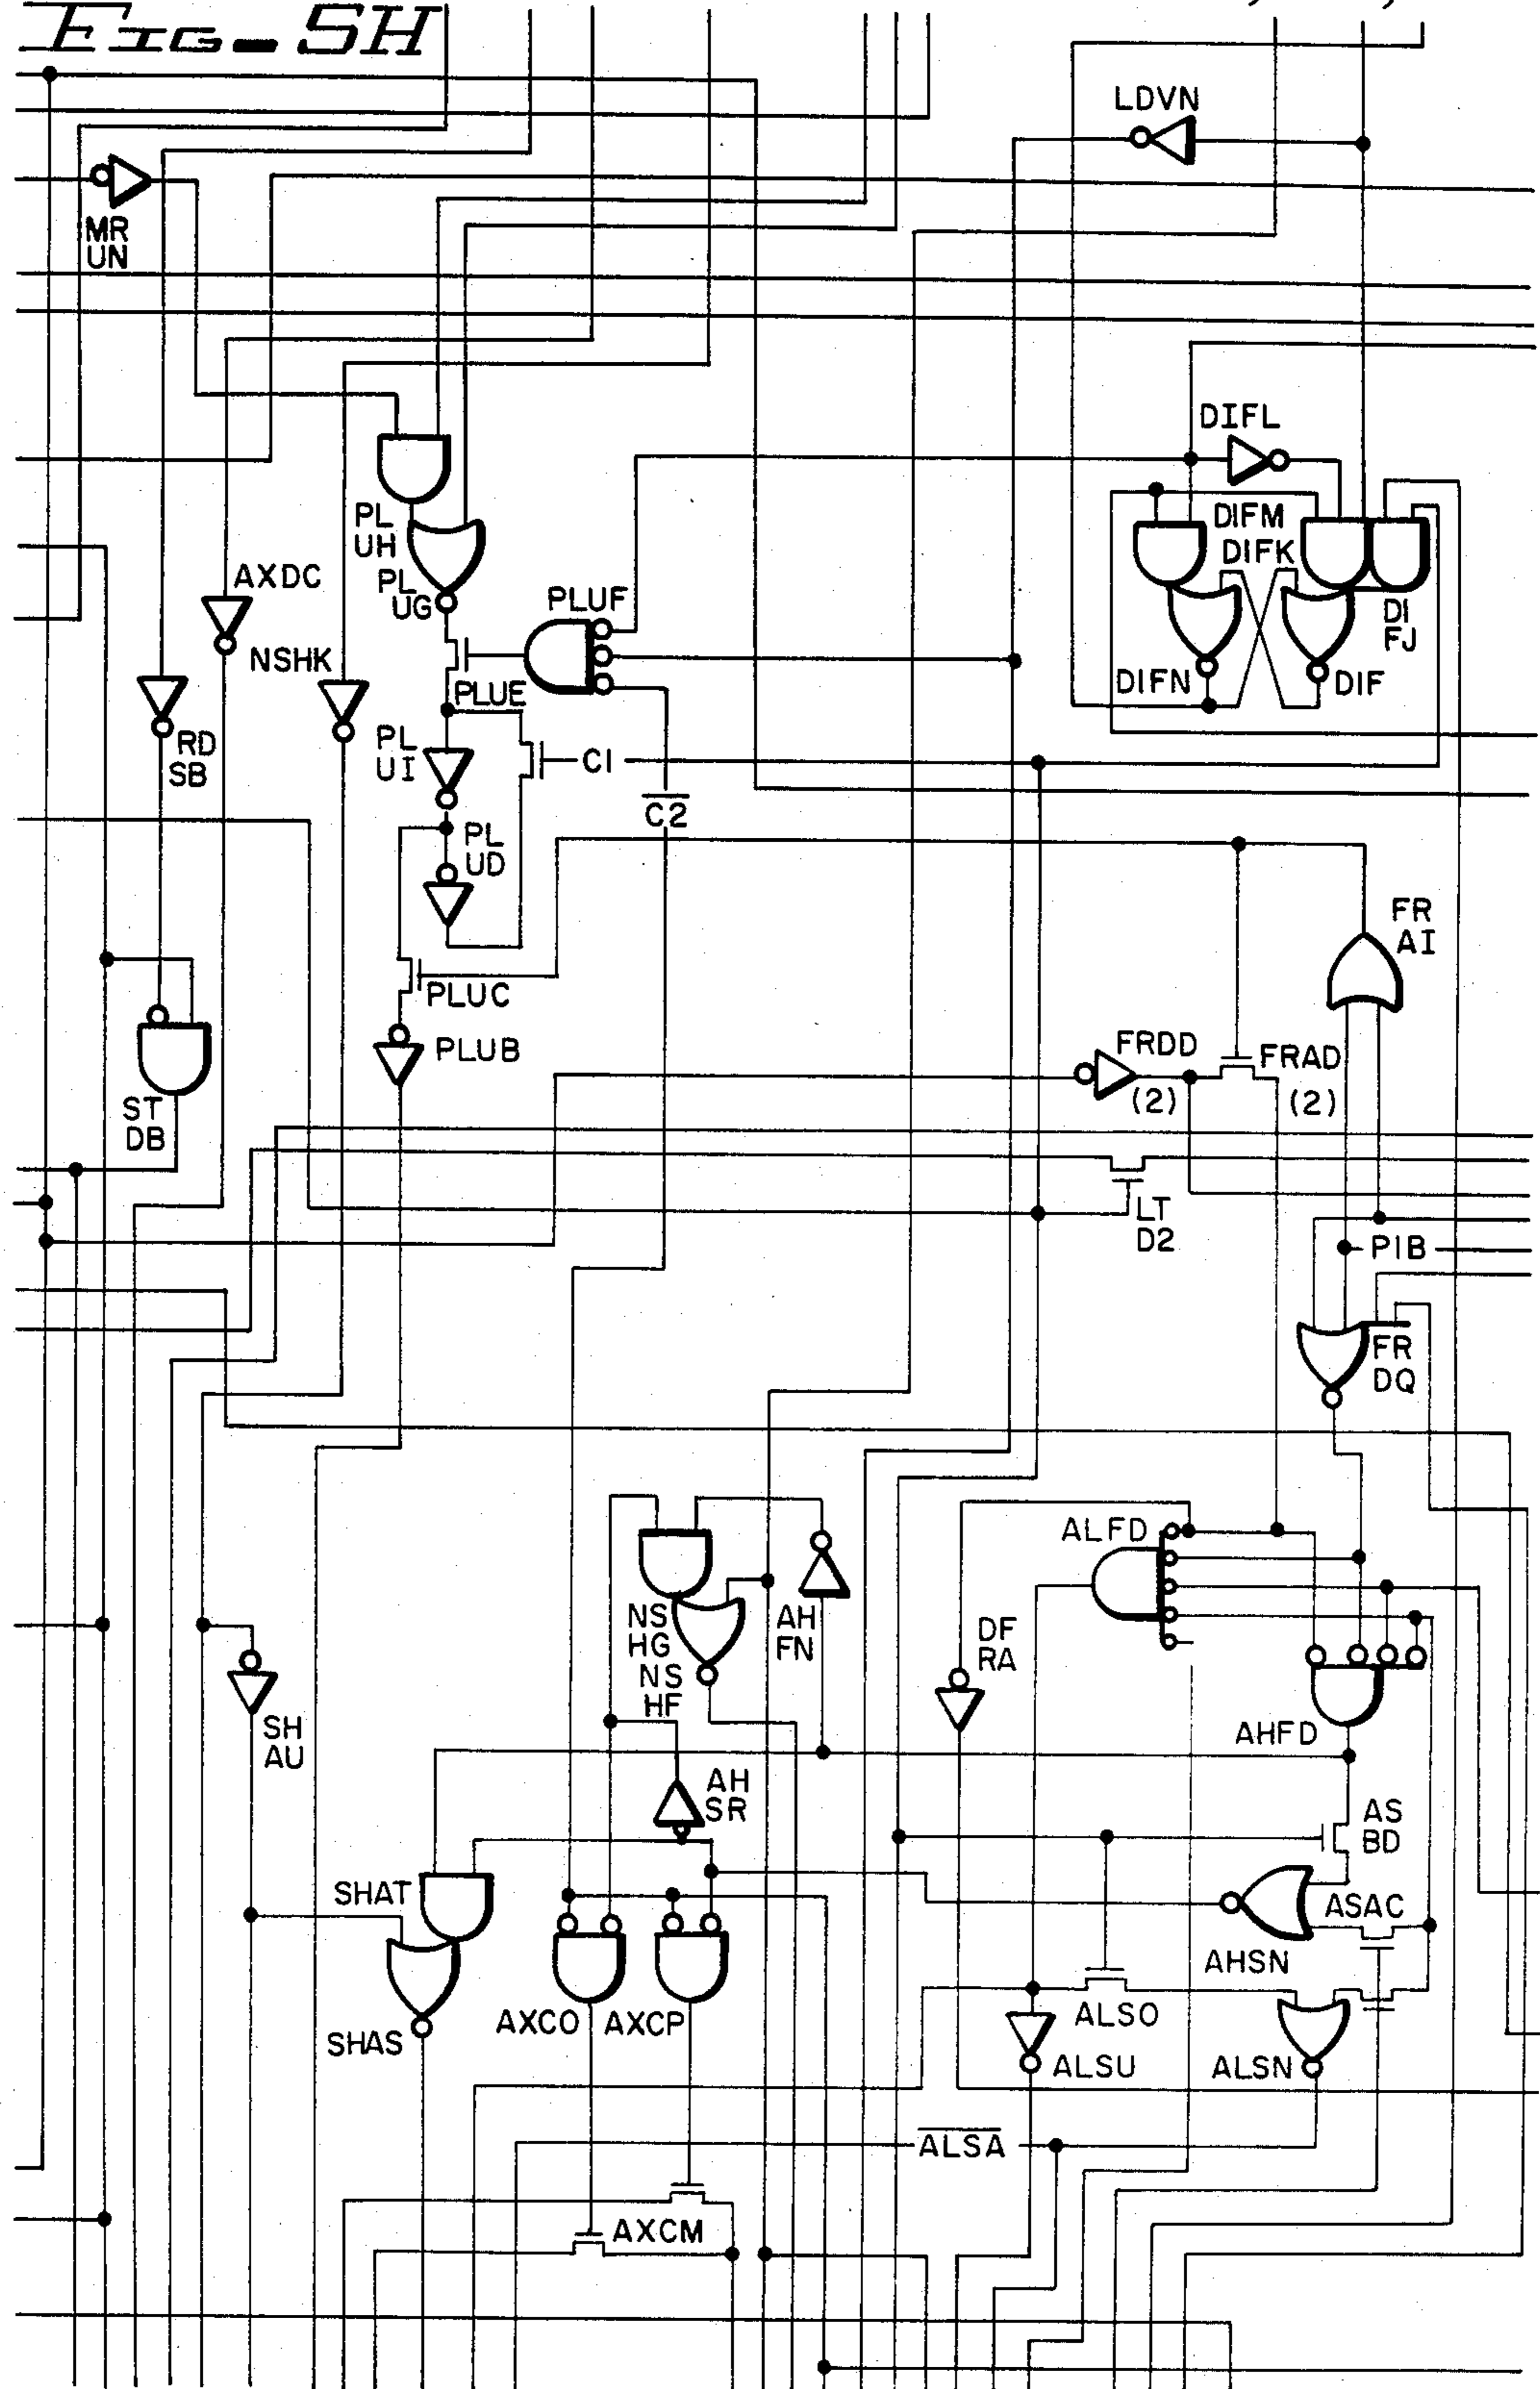 FIG-5H
LDVN
MR
UN
DIFL
PL
UH
DIFM
DIFK
AXDC
PL
UG
PLUF
DI
FJ
NSHK
PLUE
DIFN
DIF
RD
SB
PL
UI
C1
C2
PL
UD
FR
AI
PLUC
PLUB
FRDD
(2)
FRAD
(2)
ST
DB
LT
D2
PIB
FR
DQ
ALFD
NS
HG
NS
HF
AH
FN
DF
RA
SH
AU
AHFD
AH
SR
AS
BD
SHAT
ASAC
AHSN
AXCO
AXCP
ALSO
SHAS
ALSU
ALSN
ALSA
AXCM